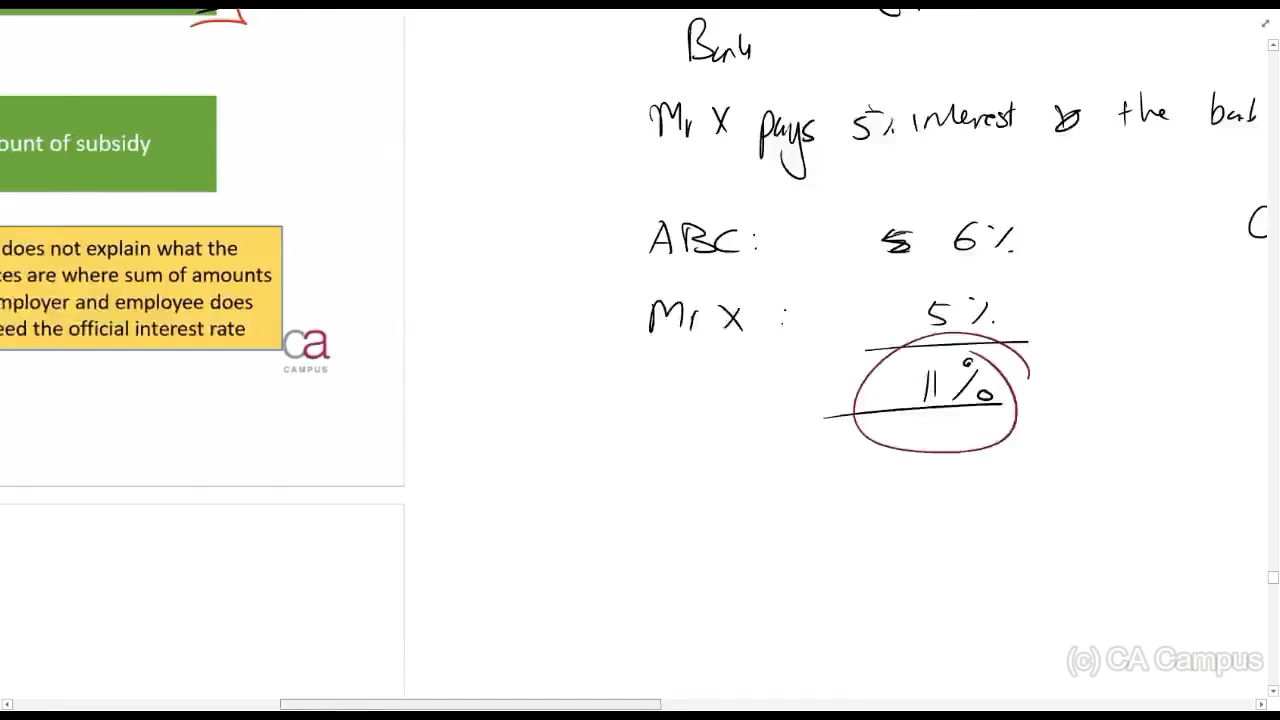 Bank
Mr X pays 5% interest to the bank
ount of subsidy
ABC: 6%
does not explain what the
ces are where sum of amounts
mployer and employee does
eed the official interest rate
Mr X : 5%
ca
CAMPUS
11%
(c) CA Campus